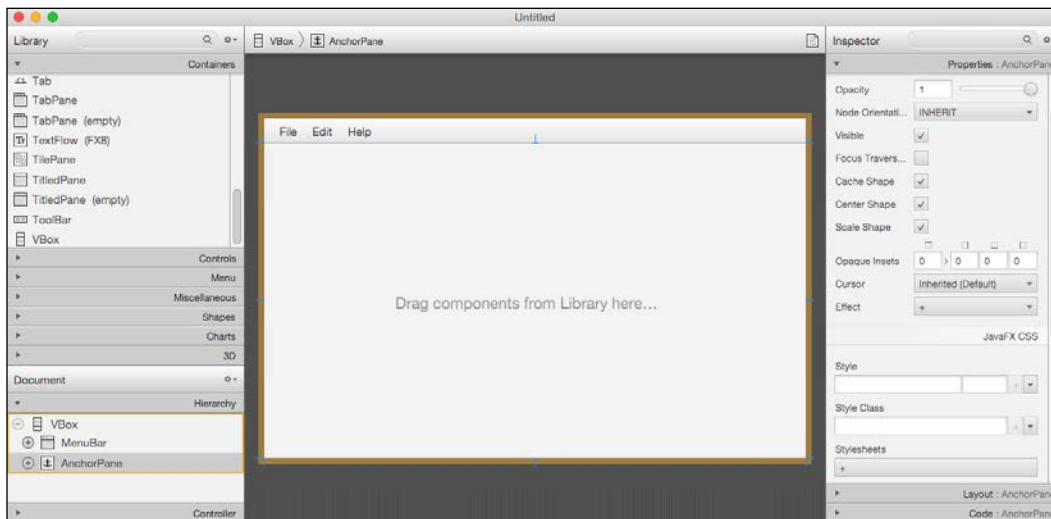 Untitled
Library
Containers
Tab
TabPane
TabPane (empty)
TextFlow (FX8)
TilePane
TitledPane
TitledPane (empty)
ToolBar
VBox
Controls
Menu
Miscellaneous
Shapes
Charts
3D
Document
Hierarchy
VBox
MenuBar
AnchorPane
Controller
VBox AnchorPane
File Edit Help
Drag components from Library here...
Inspector
Properties : AnchorPane
Opacity 1
Node Orientati... INHERIT
Visible
Focus Travers...
Cache Shape
Center Shape
Scale Shape
Opaque Insets 0 0 0 0
Cursor Inherited (Default)
Effect +
JavaFX CSS
Style
Style Class
Stylesheets
+
Layout : AnchorPane
Code : AnchorPane